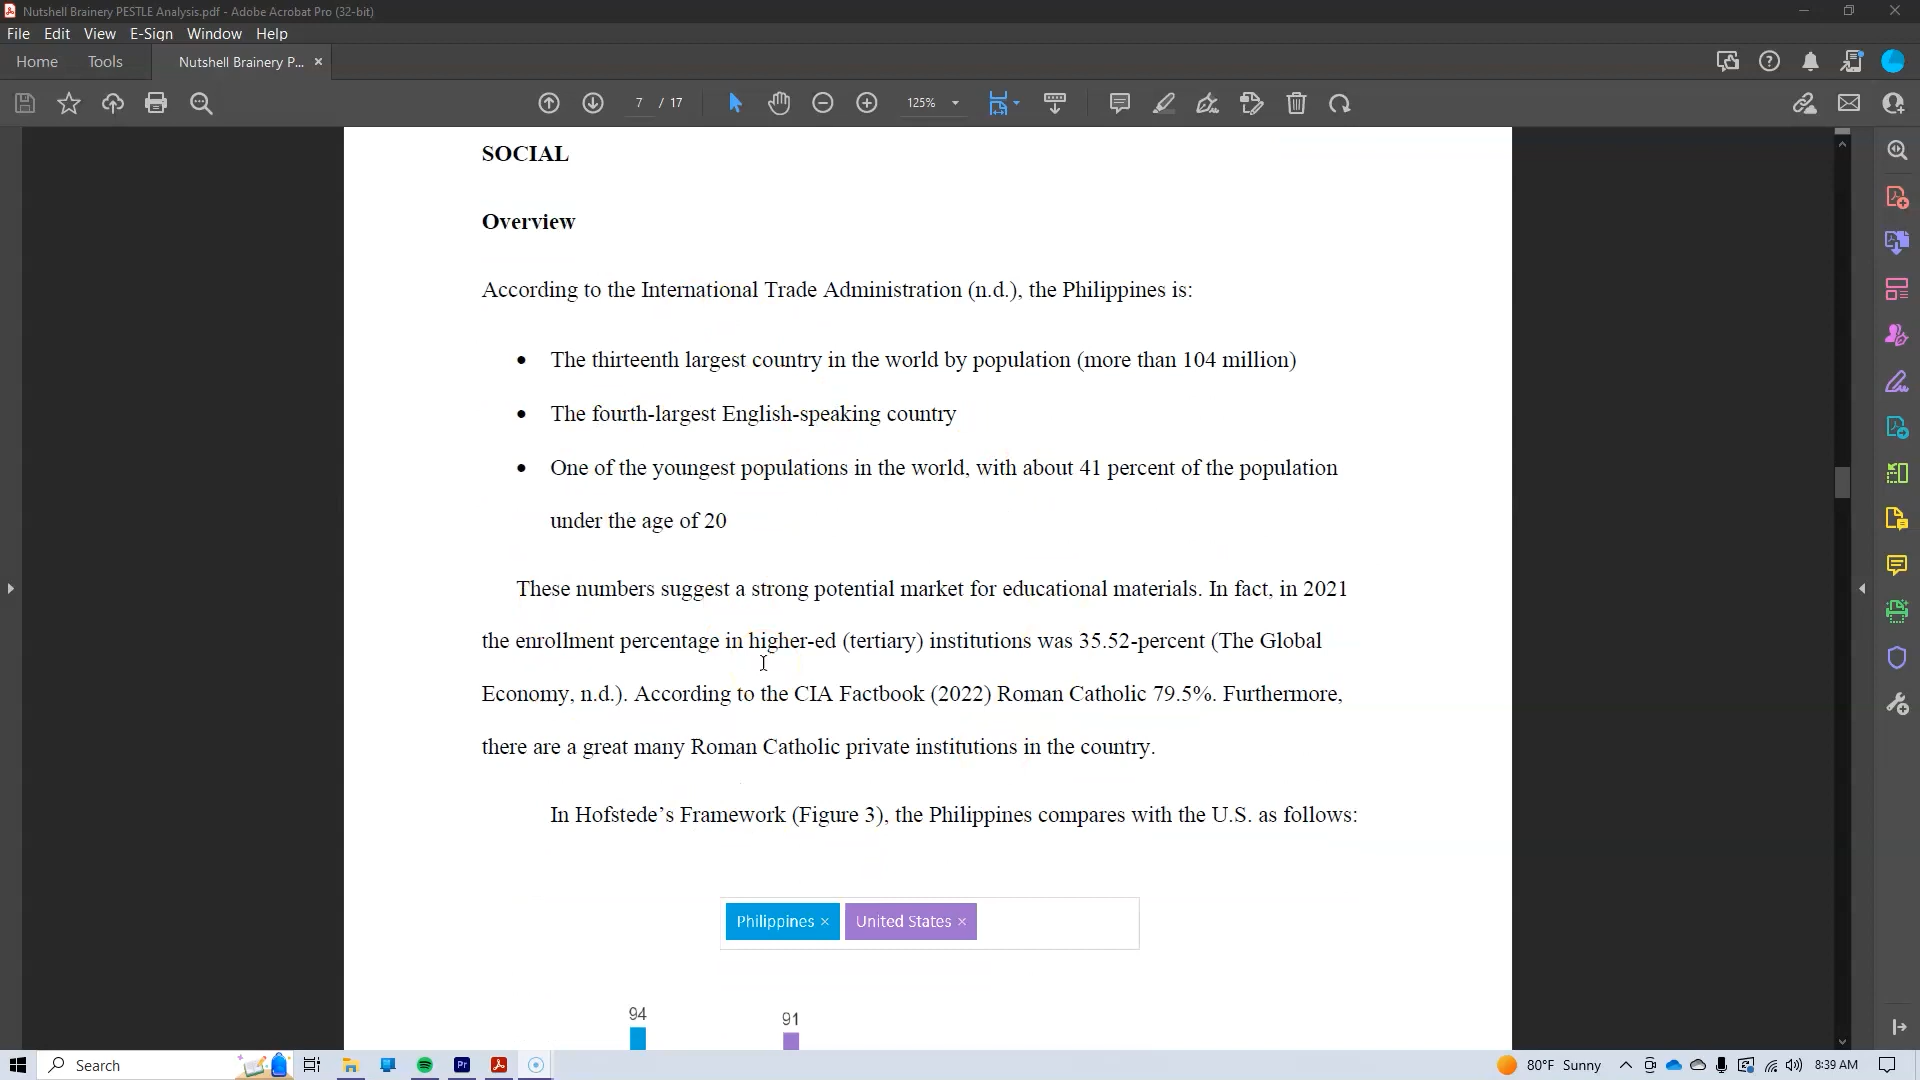 Nutshell Brainery PESTLE Analysis.pdf - Adobe Acrobat Pro (32-bit)
File Edit View E-Sign Window Help
Home Tools Nutshell Brainery P... ×
7 / 17 125%
SOCIAL
Overview
According to the International Trade Administration (n.d.), the Philippines is:
• The thirteenth largest country in the world by population (more than 104 million)
• The fourth-largest English-speaking country
• One of the youngest populations in the world, with about 41 percent of the population
under the age of 20
These numbers suggest a strong potential market for educational materials. In fact, in 2021
the enrollment percentage in higher-ed (tertiary) institutions was 35.52-percent (The Global
Economy, n.d.). According to the CIA Factbook (2022) Roman Catholic 79.5%. Furthermore,
there are a great many Roman Catholic private institutions in the country.
In Hofstede’s Framework (Figure 3), the Philippines compares with the U.S. as follows:
Philippines × United States ×
94 91
Search 80°F Sunny 8:39 AM